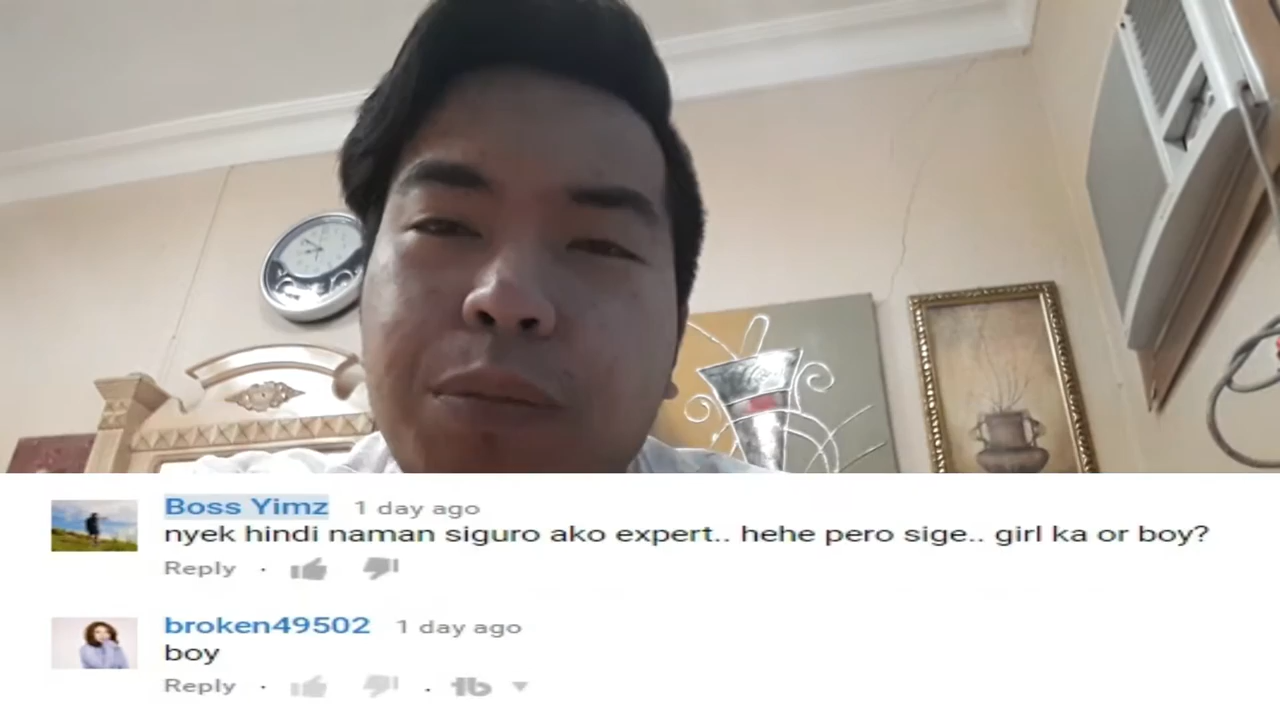 Boss Yimz 1 day ago
nyek hindi naman siguro ako expert.. hehe pero sige.. girl ka or boy?
Reply ·
broken49502 1 day ago
boy
Reply · · tb